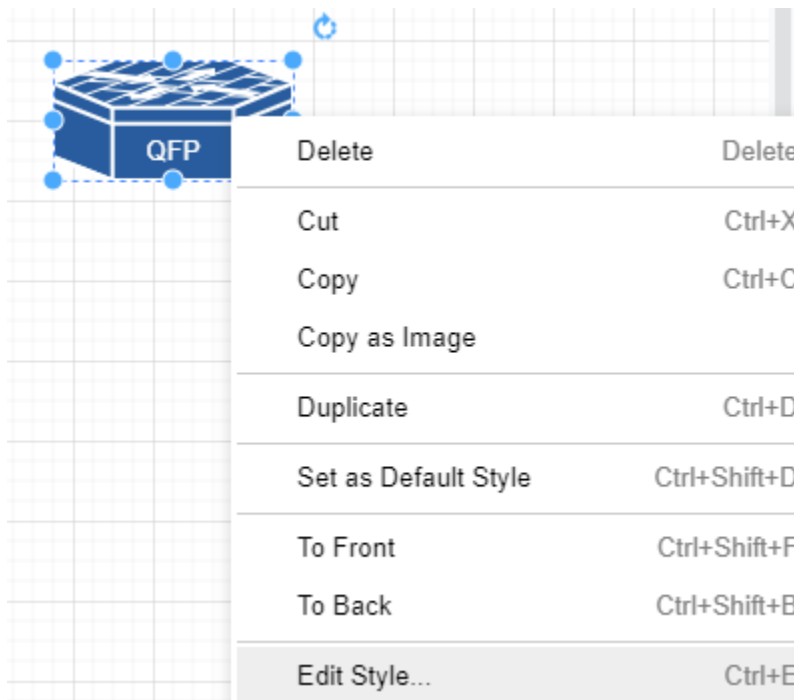 QFP
Delete Delete
Cut Ctrl+X
Copy Ctrl+C
Copy as Image
Duplicate Ctrl+D
Set as Default Style Ctrl+Shift+D
To Front Ctrl+Shift+F
To Back Ctrl+Shift+B
Edit Style... Ctrl+E